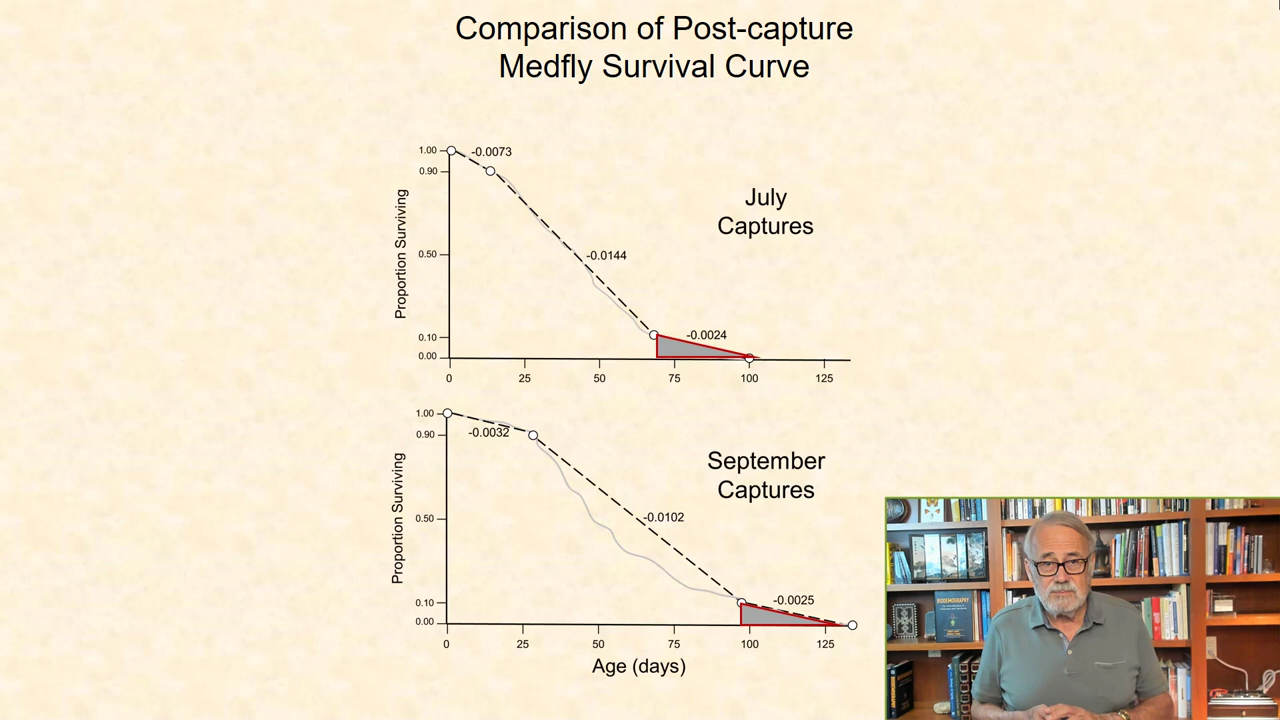 Comparison of Post-capture
Medfly Survival Curve
1.00
-0.0073
0.90
July
Captures
Proportion Surviving
0.50
-0.0144
0.10
-0.0024
0.00
0 25 50 75 100 125
1.00
-0.0032
0.90
September
Captures
Proportion Surviving
0.50
-0.0102
0.10
-0.0025
0.00
0 25 50 75 100 125
Age (days)
BIODEMOGRAPHY